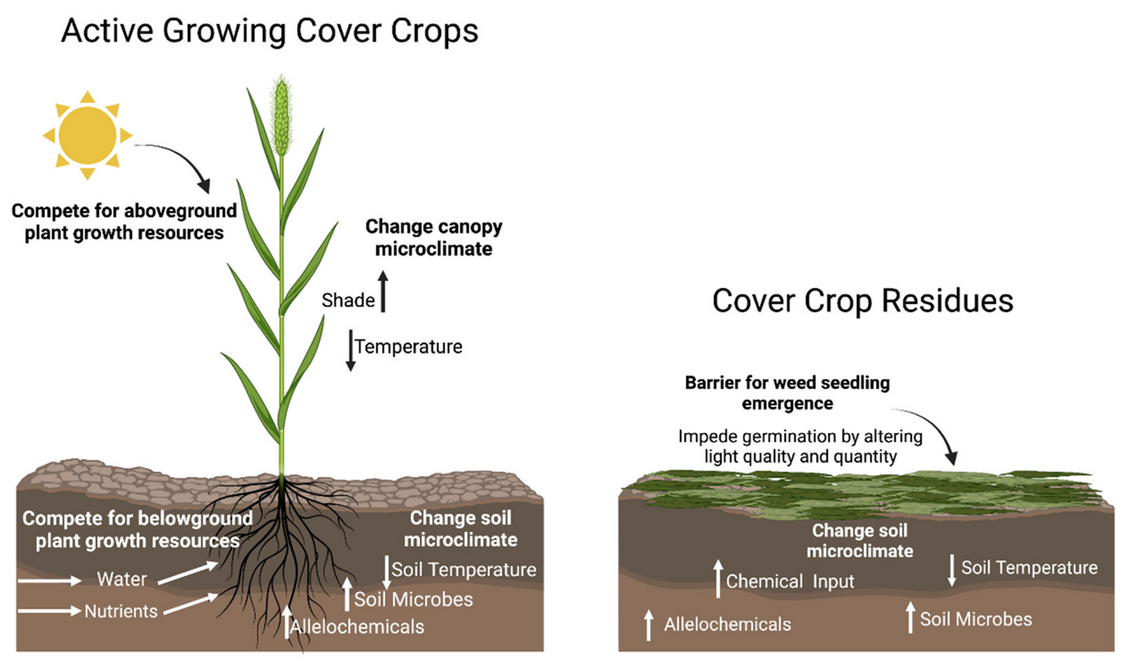 Active Growing Cover Crops
Compete for aboveground
plant growth resources
Change canopy
microclimate
Shade
Temperature
Compete for belowground
plant growth resources
Water
Nutrients
Change soil
microclimate
Soil Temperature
Soil Microbes
Allelochemicals
Cover Crop Residues
Barrier for weed seedling
emergence
Impede germination by altering
light quality and quantity
Change soil
microclimate
Chemical Input
Soil Temperature
Allelochemicals
Soil Microbes